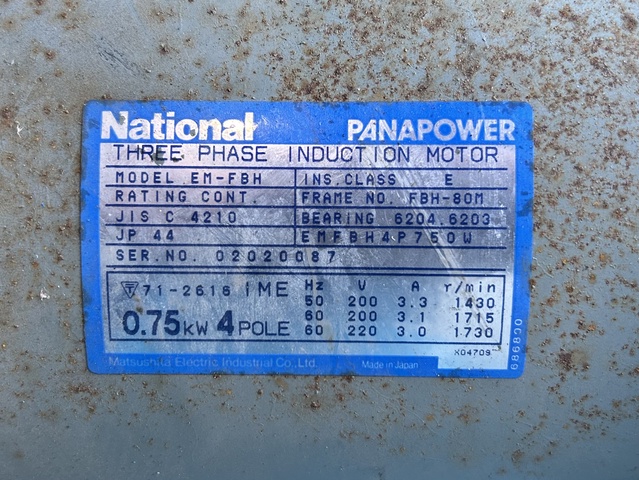 National PANAPOWER
THREE PHASE INDUCTION MOTOR
MODEL EM-FBH INS.CLASS E
RATING CONT. FRAME NO. FBH-80M
JIS C 4210 BEARING 6204.6203
JP 44 EMFBH4P750W
SER.NO. 02020087
71-2616 IME Hz V A r/min
50 200 3.3 1430
0.75kW 4POLE 60 200 3.1 1715
60 220 3.0 1730
X04709
Matsushita Electric Industrial Co., Ltd. Made in Japan
686800